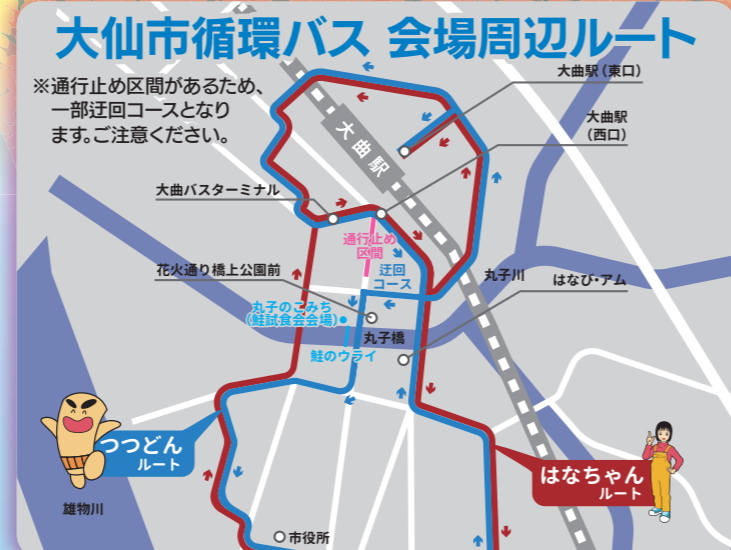 大仙市循環バス 会場周辺ルート
※通行止め区間があるため、
一部迂回コースとなり
ます。ご注意ください。
大曲駅（東口）
大曲駅
（西口）
大曲駅
大曲バスターミナル
通行止め
区間
迂回
コース
花火通り橋上公園前
丸子川
はなび・アム
丸子のこみち
（鮭試食会会場）
丸子橋
鮭のウライ
つつどん
ルート
はなちゃん
ルート
雄物川
市役所